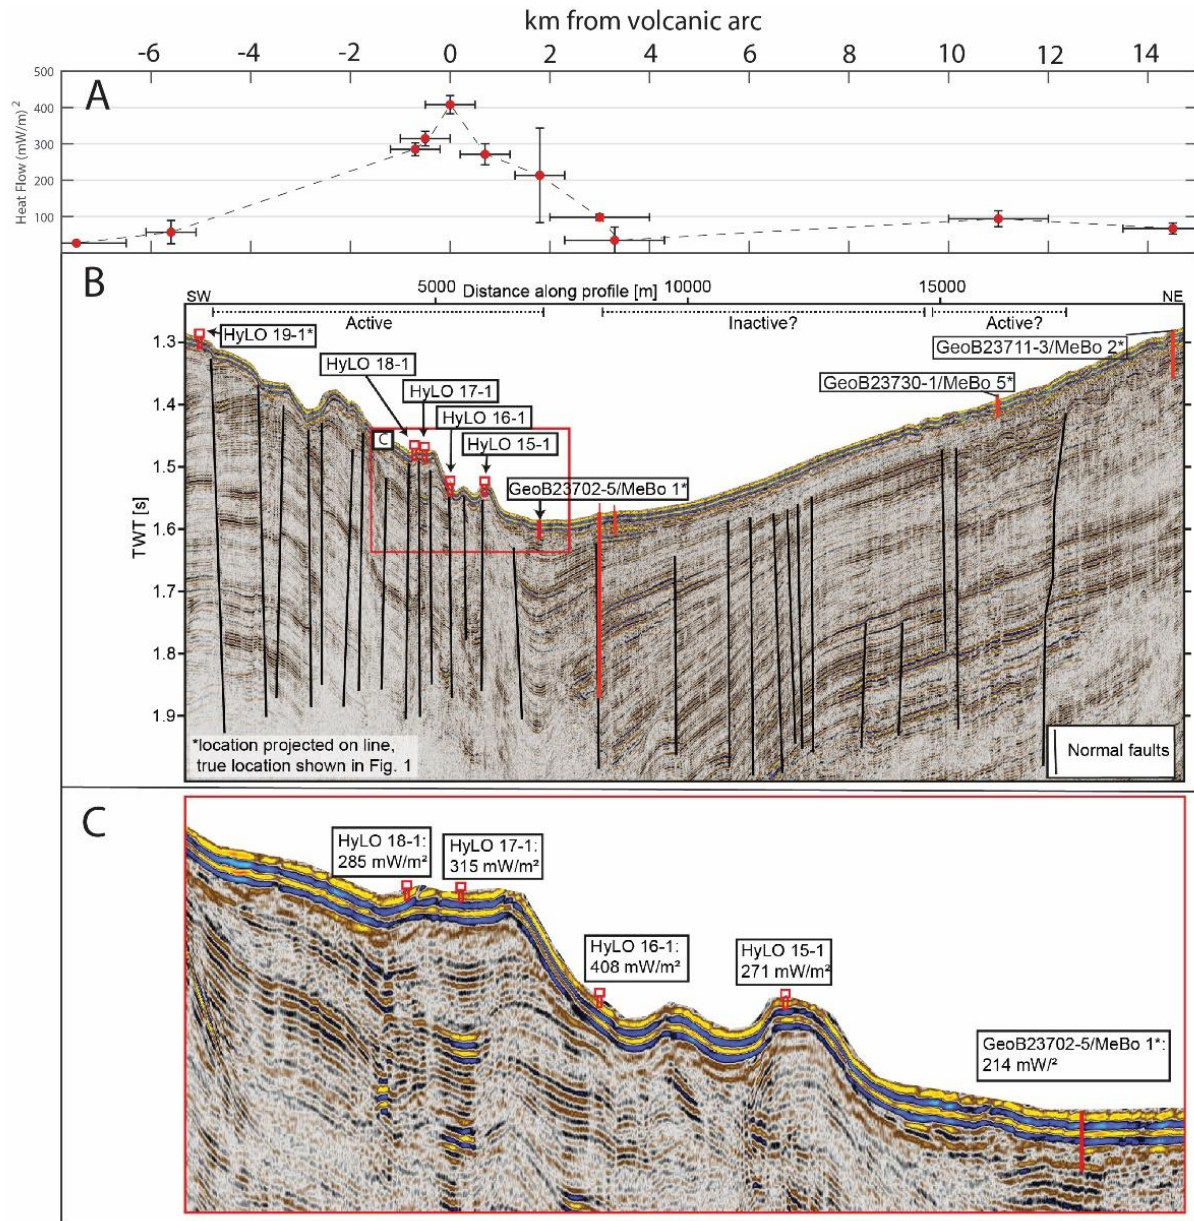 km from volcanic arc
-6 -4 -2 0 2 4 6 8 10 12 14
A
Heat Flow (mW/m) ²
500
400
300
200
100
B
SW 5000 Distance along profile [m] 10000 15000 NE
Active Inactive? Active?
HyLO 19-1*
GeoB23711-3/MeBo 2*
HyLO 18-1
GeoB23730-1/MeBo 5*
HyLO 17-1
HyLO 16-1
C
HyLO 15-1
GeoB23702-5/MeBo 1*
TWT [s]
1.3
1.4
1.5
1.6
1.7
1.8
1.9
*location projected on line,
true location shown in Fig. 1
Normal faults
C
HyLO 18-1:
285 mW/m²
HyLO 17-1:
315 mW/m²
HyLO 16-1:
408 mW/m²
HyLO 15-1
271 mW/m²
GeoB23702-5/MeBo 1*:
214 mW/²